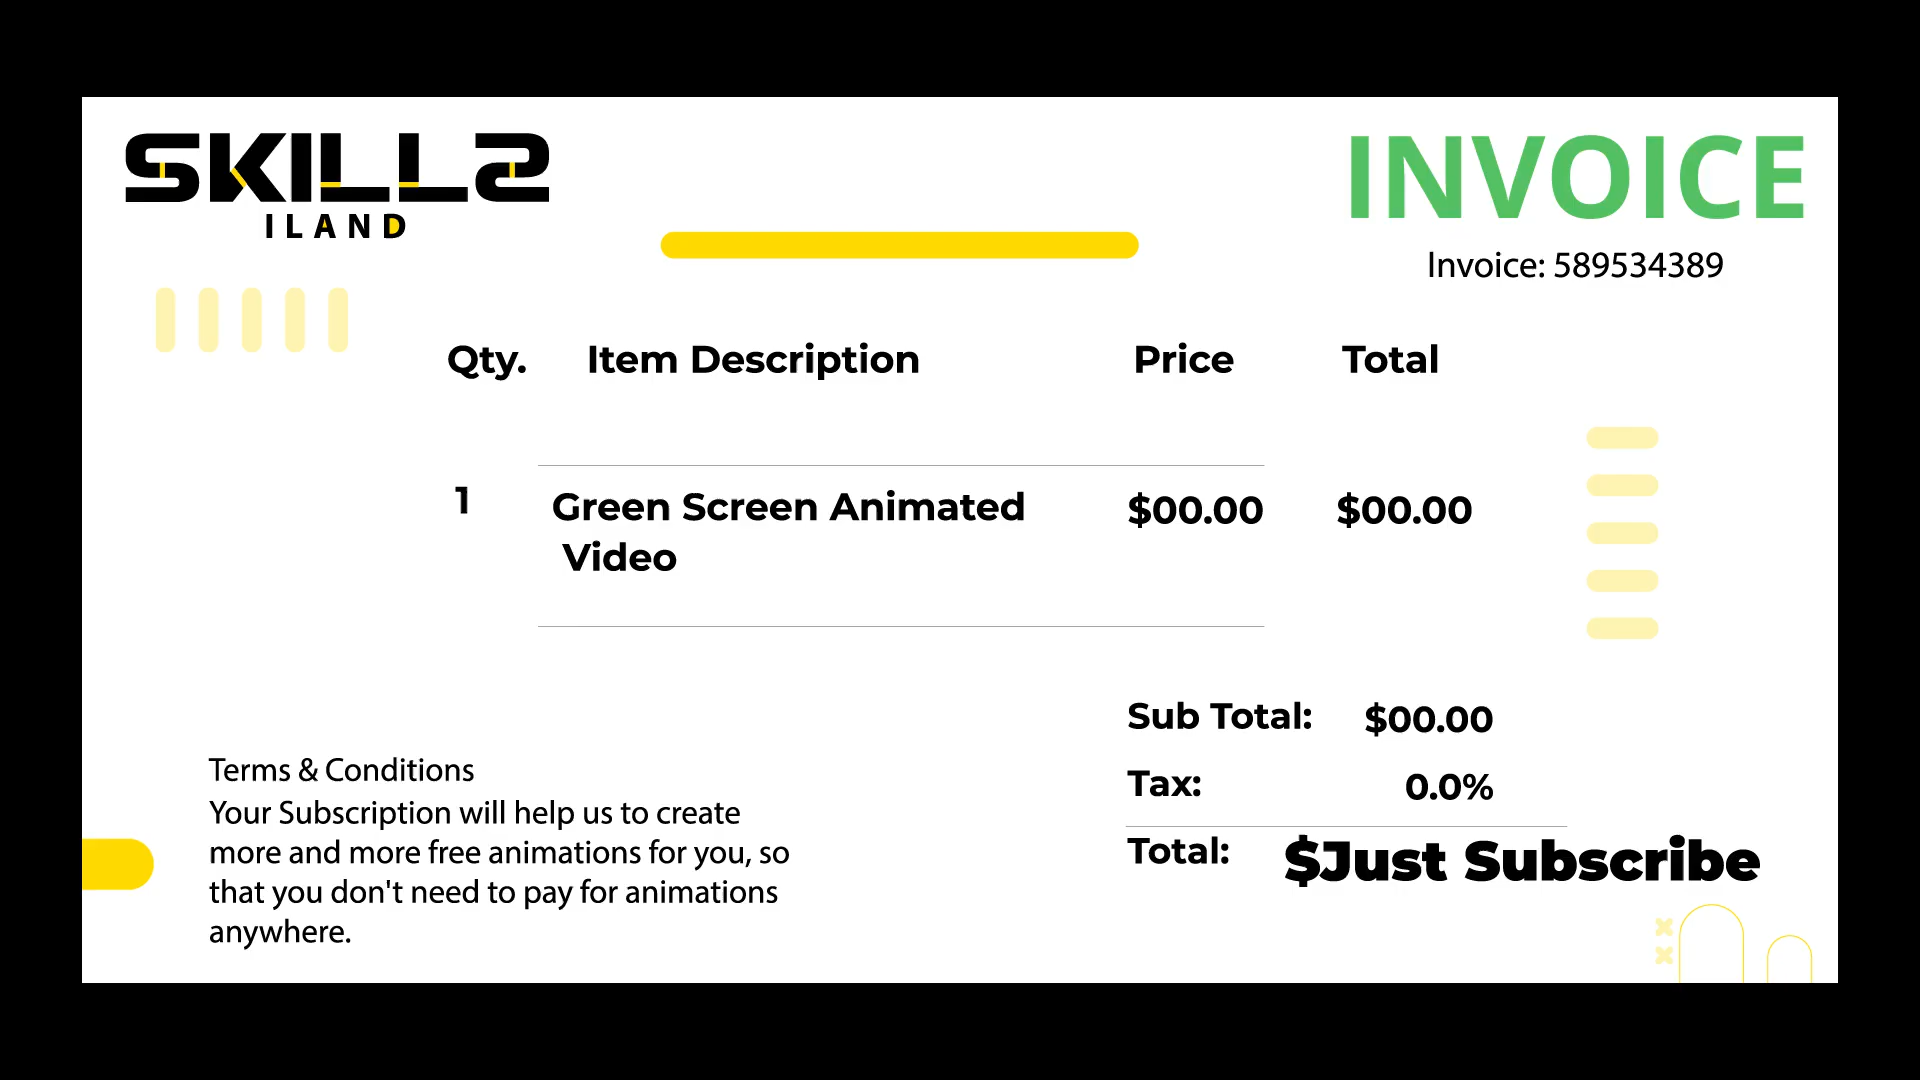 SKILLS
ILAND
INVOICE
Invoice: 589534389
Qty. Item Description Price Total
1 Green Screen Animated $00.00 $00.00
Video
Sub Total: $00.00
Tax: 0.0%
Total: $Just Subscribe
Terms & Conditions
Your Subscription will help us to create
more and more free animations for you, so
that you don't need to pay for animations
anywhere.